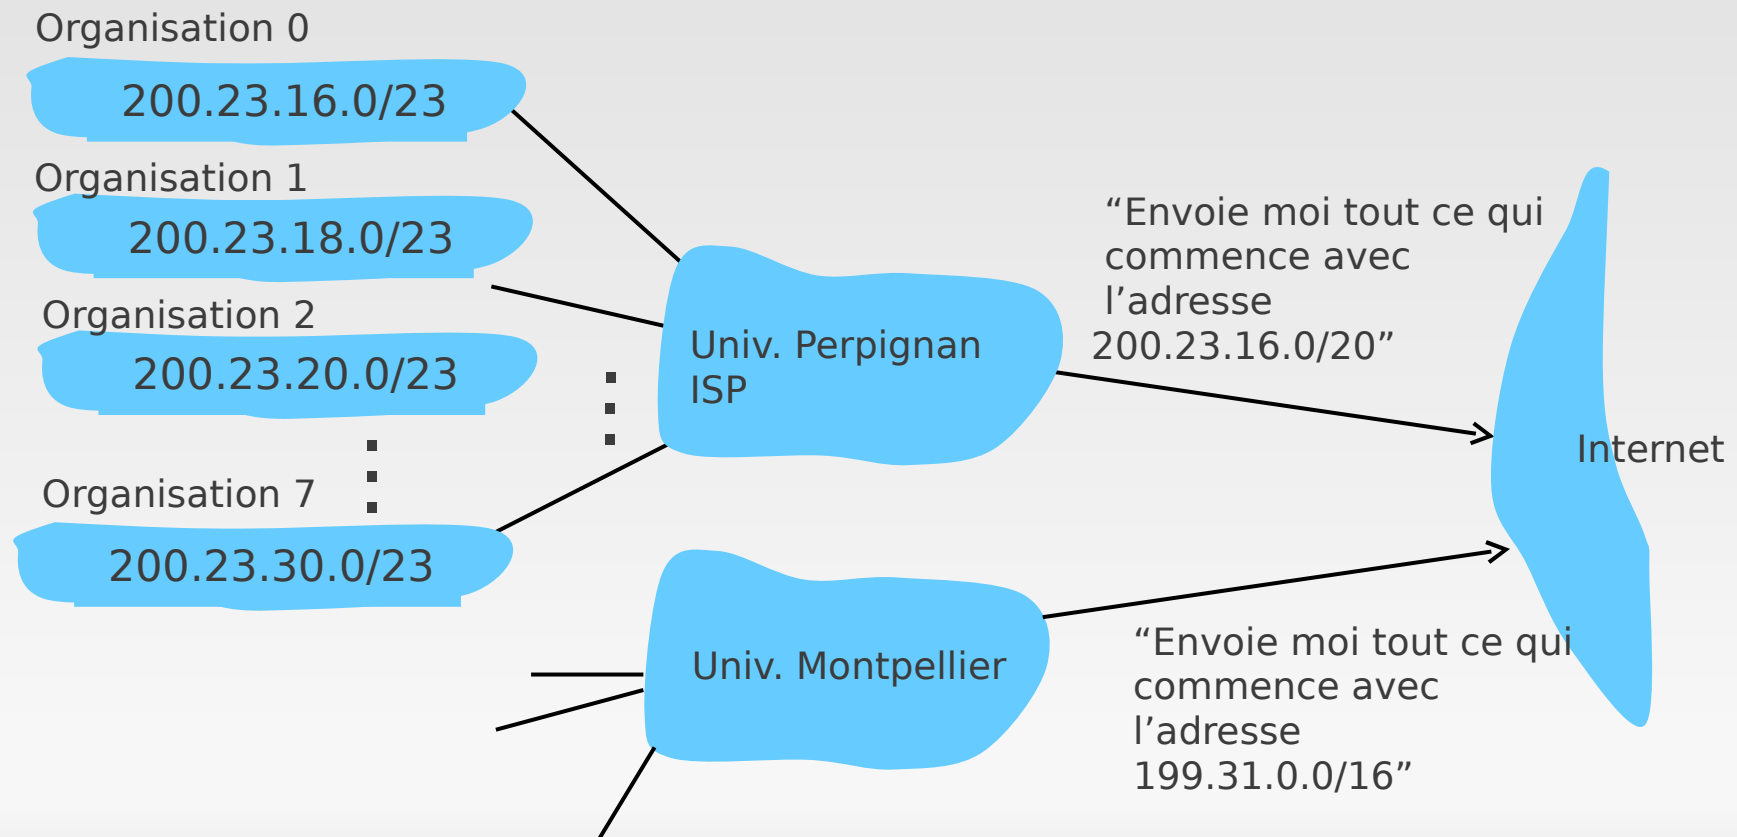 Organisation 0
200.23.16.0/23
Organisation 1
200.23.18.0/23
Organisation 2
200.23.20.0/23
Organisation 7
200.23.30.0/23
Univ. Perpignan
ISP
“Envoie moi tout ce qui
commence avec
l’adresse
200.23.16.0/20”
Internet
Univ. Montpellier
“Envoie moi tout ce qui
commence avec
l’adresse
199.31.0.0/16”